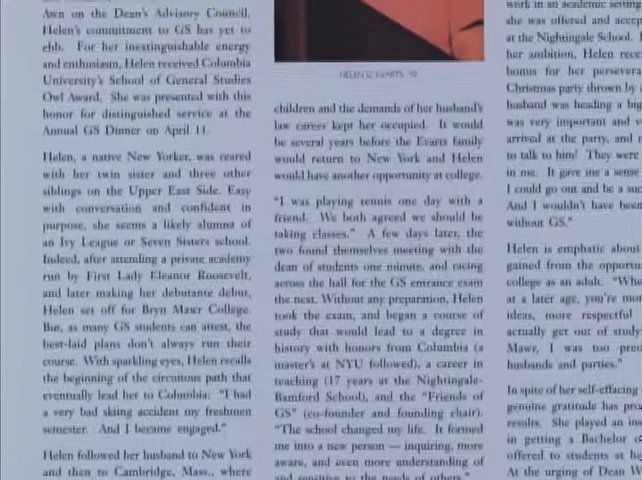 Awn on the Dean's Advisory Council,
Helen's commitment to GS has yet to
ebb. For her inextinguishable energy
and enthusiasm, Helen received Columbia
University's School of General Studies
Owl Award. She was presented with this
honor for distinguished service at the
Annual GS Dinner on April 11.
Helen, a native New Yorker, was reared
with her twin sister and three other
siblings on the Upper East Side. Easy
with conversation and confident in
purpose, she seems a likely alumna of
an Ivy League or Seven Sisters school.
Indeed, after attending a private academy
run by First Lady Eleanor Roosevelt,
and later making her debutante debut,
Helen set off for Bryn Mawr College.
But, as many GS students can attest, the
best-laid plans don't always run their
course. With sparkling eyes, Helen recalls
the beginning of the circuitous path that
eventually lead her to Columbia: "I had
a very bad skiing accident my freshmen
semester. And I became engaged."
Helen followed her husband to New York
and then to Cambridge, Mass., where
HELEN EVARTS
children and the demands of her husband's
law career kept her occupied. It would
be several years before the Evarts family
would return to New York and Helen
would have another opportunity at college.
"I was playing tennis one day with a
friend. We both agreed we should be
taking classes." A few days later, the
two found themselves meeting with the
dean of students one minute, and racing
across the hall for the GS entrance exam
the next. Without any preparation, Helen
took the exam, and began a course of
study that would lead to a degree in
history with honors from Columbia (a
master's at NYU followed), a career in
teaching (17 years at the Nightingale-
Bamford School), and the "Friends of
GS" (co-founder and founding chair).
"The school changed my life. It formed
me into a new person — inquiring, more
aware, and even more understanding of
and sensitive to the needs of others."
work in an academic setting
she was offered and accep
at the Nightingale School.
her ambition, Helen rece
bonus for her persevera
Christmas party thrown by
husband was heading a big
was very important and v
arrived at the party, and
to talk to him! They were
in me. It gave me a sense
I could go out and be a suc
And I wouldn't have been
without GS."
Helen is emphatic about
gained from the opportu
college as an adult. "Whe
at a later age, you're mo
ideas, more respectful
actually get out of study
Mawr, I was too preo
husbands and parties."
In spite of her self-effacing
genuine gratitude has pro
results. She played an ins
in getting a Bachelor o
offered to students at
At the urging of Dean W